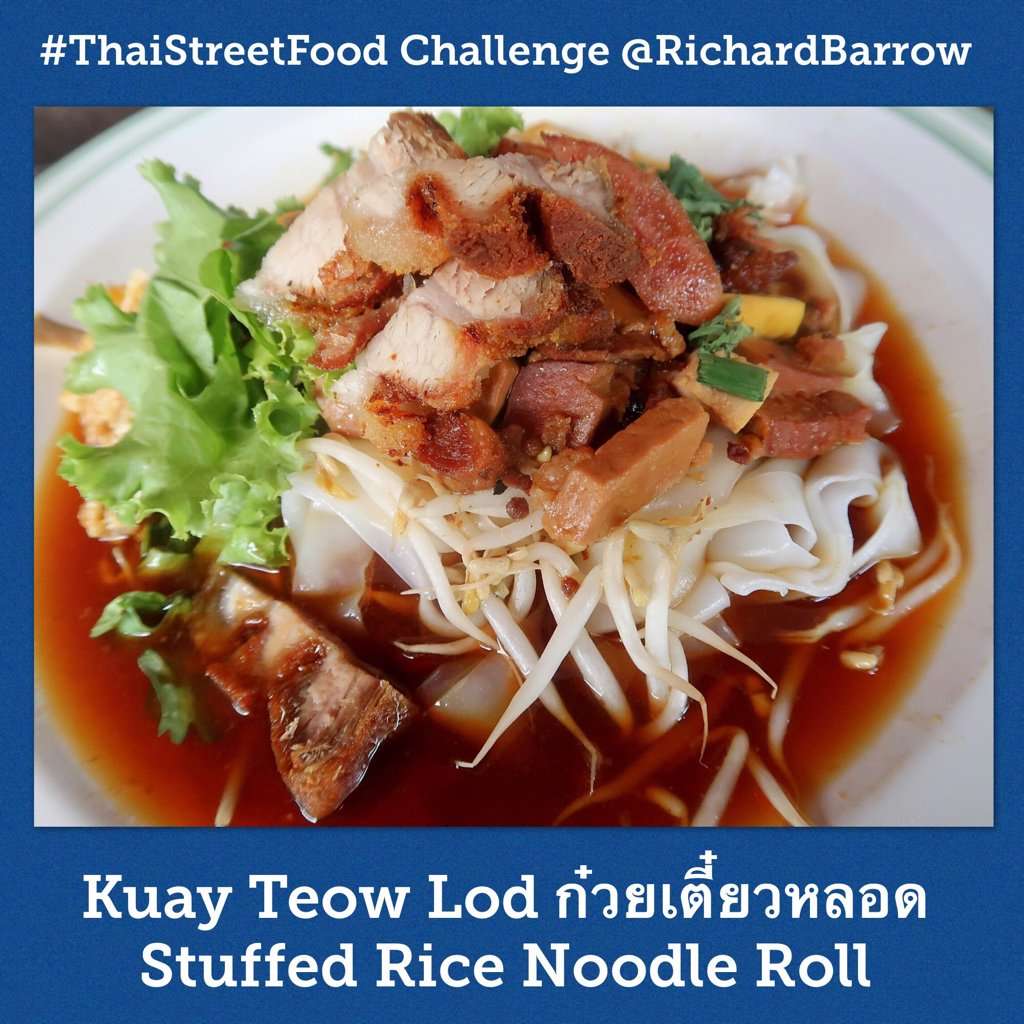 #ThaiStreetFood Challenge @RichardBarrow
Kuay Teow Lod ก๋วยเตี๋ยวหลอด
Stuffed Rice Noodle Roll